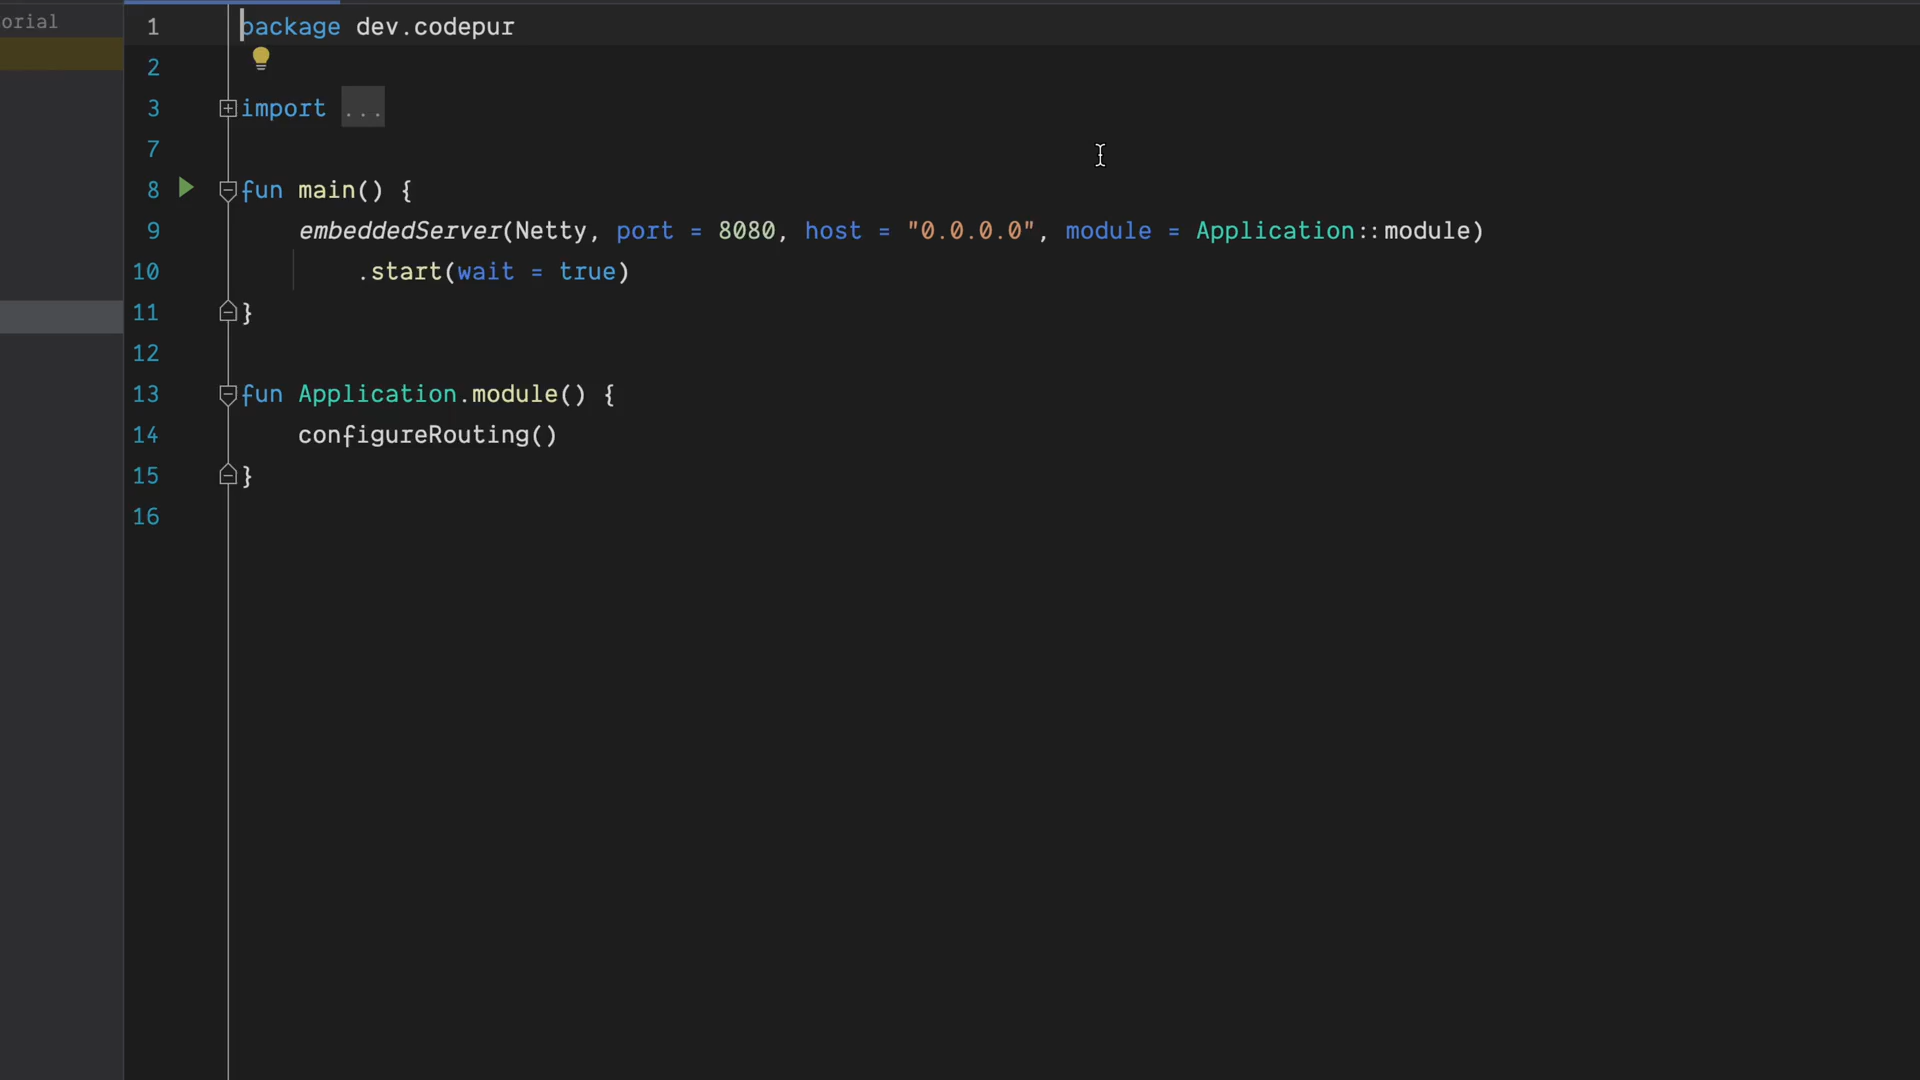 orial
1 package dev.codepur
2
3 import ...
7
8 fun main() {
9 embeddedServer(Netty, port = 8080, host = "0.0.0.0", module = Application::module)
10 .start(wait = true)
11 }
12
13 fun Application.module() {
14 configureRouting()
15 }
16